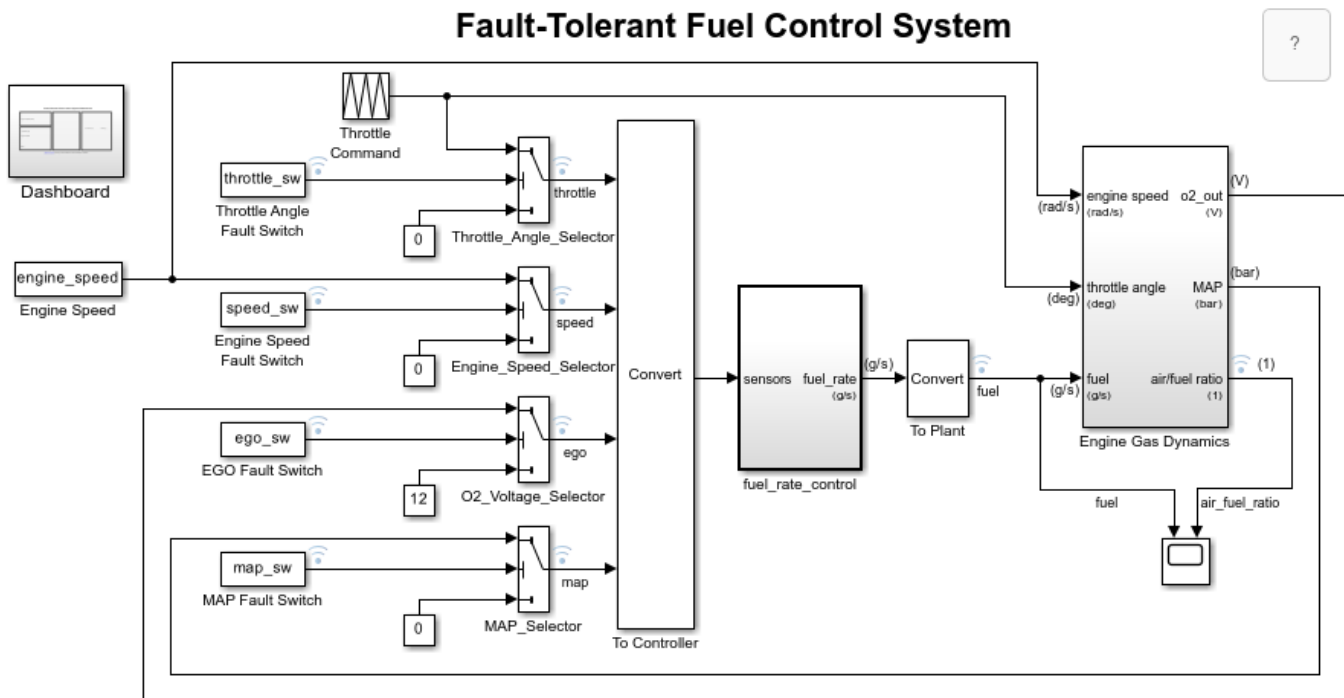 Fault-Tolerant Fuel Control System
?
Dashboard
Throttle
Command
throttle_sw
Throttle Angle
Fault Switch
0
throttle
Throttle_Angle_Selector
engine_speed
Engine Speed
speed_sw
Engine Speed
Fault Switch
0
speed
Engine_Speed_Selector
ego_sw
EGO Fault Switch
12
ego
O2_Voltage_Selector
map_sw
MAP Fault Switch
0
map
MAP_Selector
Convert
To Controller
sensors
fuel_rate
(g/s)
fuel_rate_control
(g/s)
Convert
To Plant
fuel
(rad/s)
(deg)
(g/s)
engine speed
(rad/s)
throttle angle
(deg)
fuel
(g/s)
o2_out
(V)
MAP
(bar)
air/fuel ratio
(1)
Engine Gas Dynamics
(V)
(bar)
(1)
fuel
air_fuel_ratio